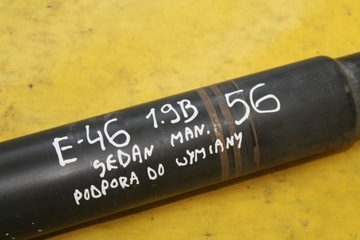 E-46 1.9B 56
SEDAN MAN.
PODPORA DO WYMIANY